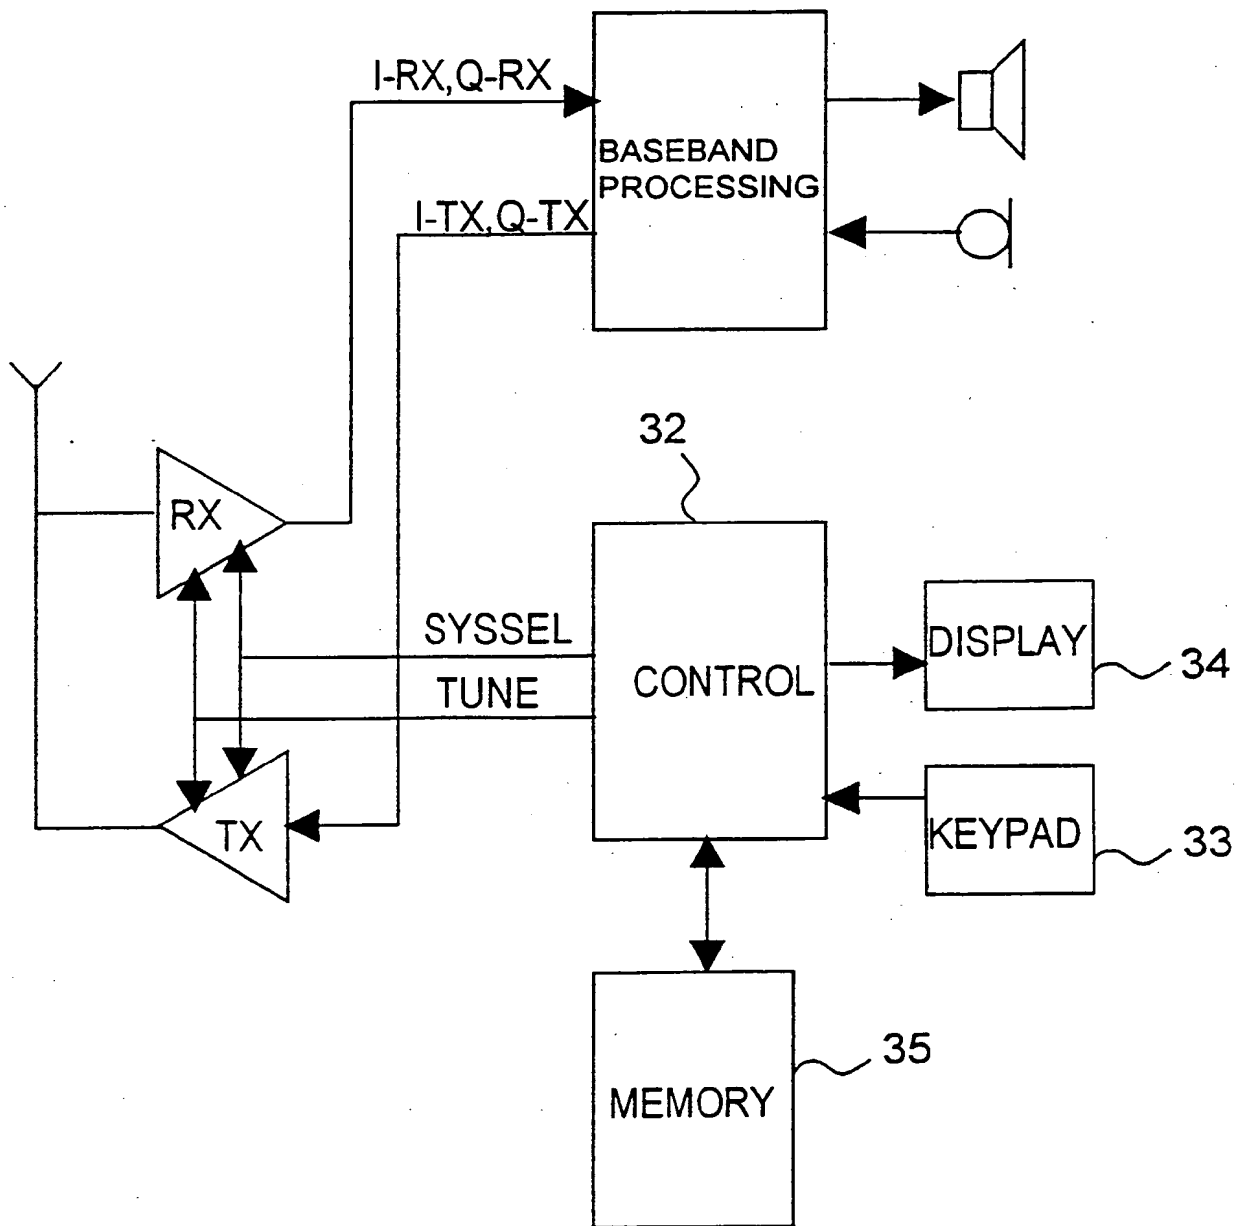 I-RX,Q-RX
BASEBAND
PROCESSING
I-TX,Q-TX
32
RX
SYSSEL
DISPLAY
34
CONTROL
TUNE
TX
KEYPAD
33
35
MEMORY